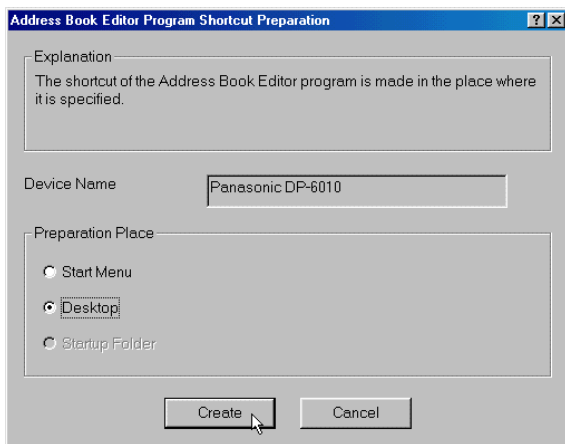 Address Book Editor Program Shortcut Preparation
Explanation
The shortcut of the Address Book Editor program is made in the place where
it is specified.
Device Name
Panasonic DP-6010
Preparation Place
Start Menu
Desktop
Startup Folder
Create
Cancel